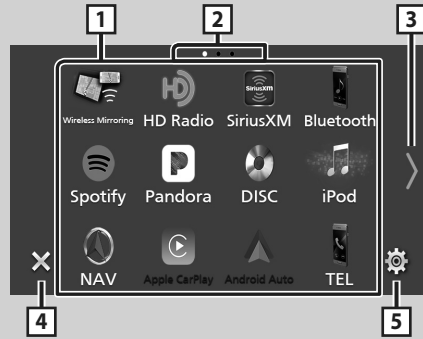 1 2 3
SiriusXM
Wireless Mirroring HD Radio SiriusXM Bluetooth
Spotify Pandora DISC iPod
NAV Apple CarPlay Android Auto TEL
4 5